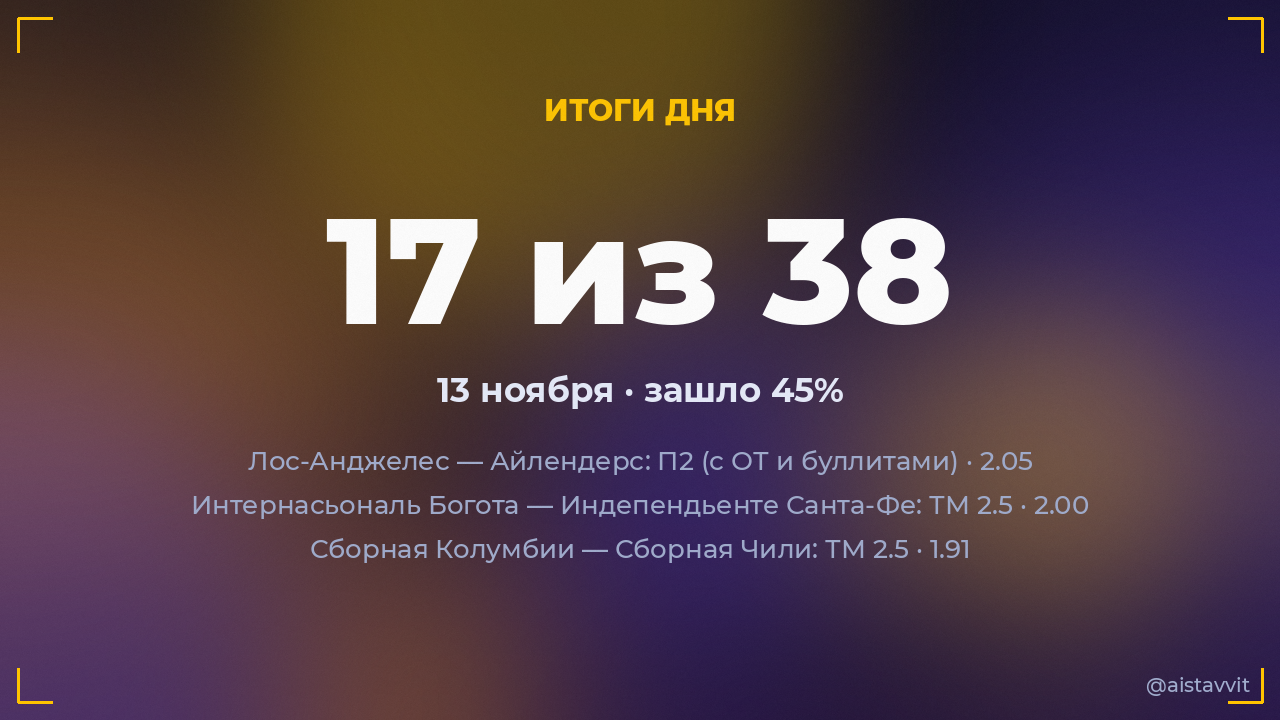 ИТОГИ ДНЯ
17 из 38
13 ноября · зашло 45%
Лос-Анджелес — Айлендерс: П2 (с ОТ и буллитами) · 2.05
Интернасьональ Богота — Индепендьенте Санта-Фе: ТМ 2.5 · 2.00
Сборная Колумбии — Сборная Чили: ТМ 2.5 · 1.91
@aistavvit